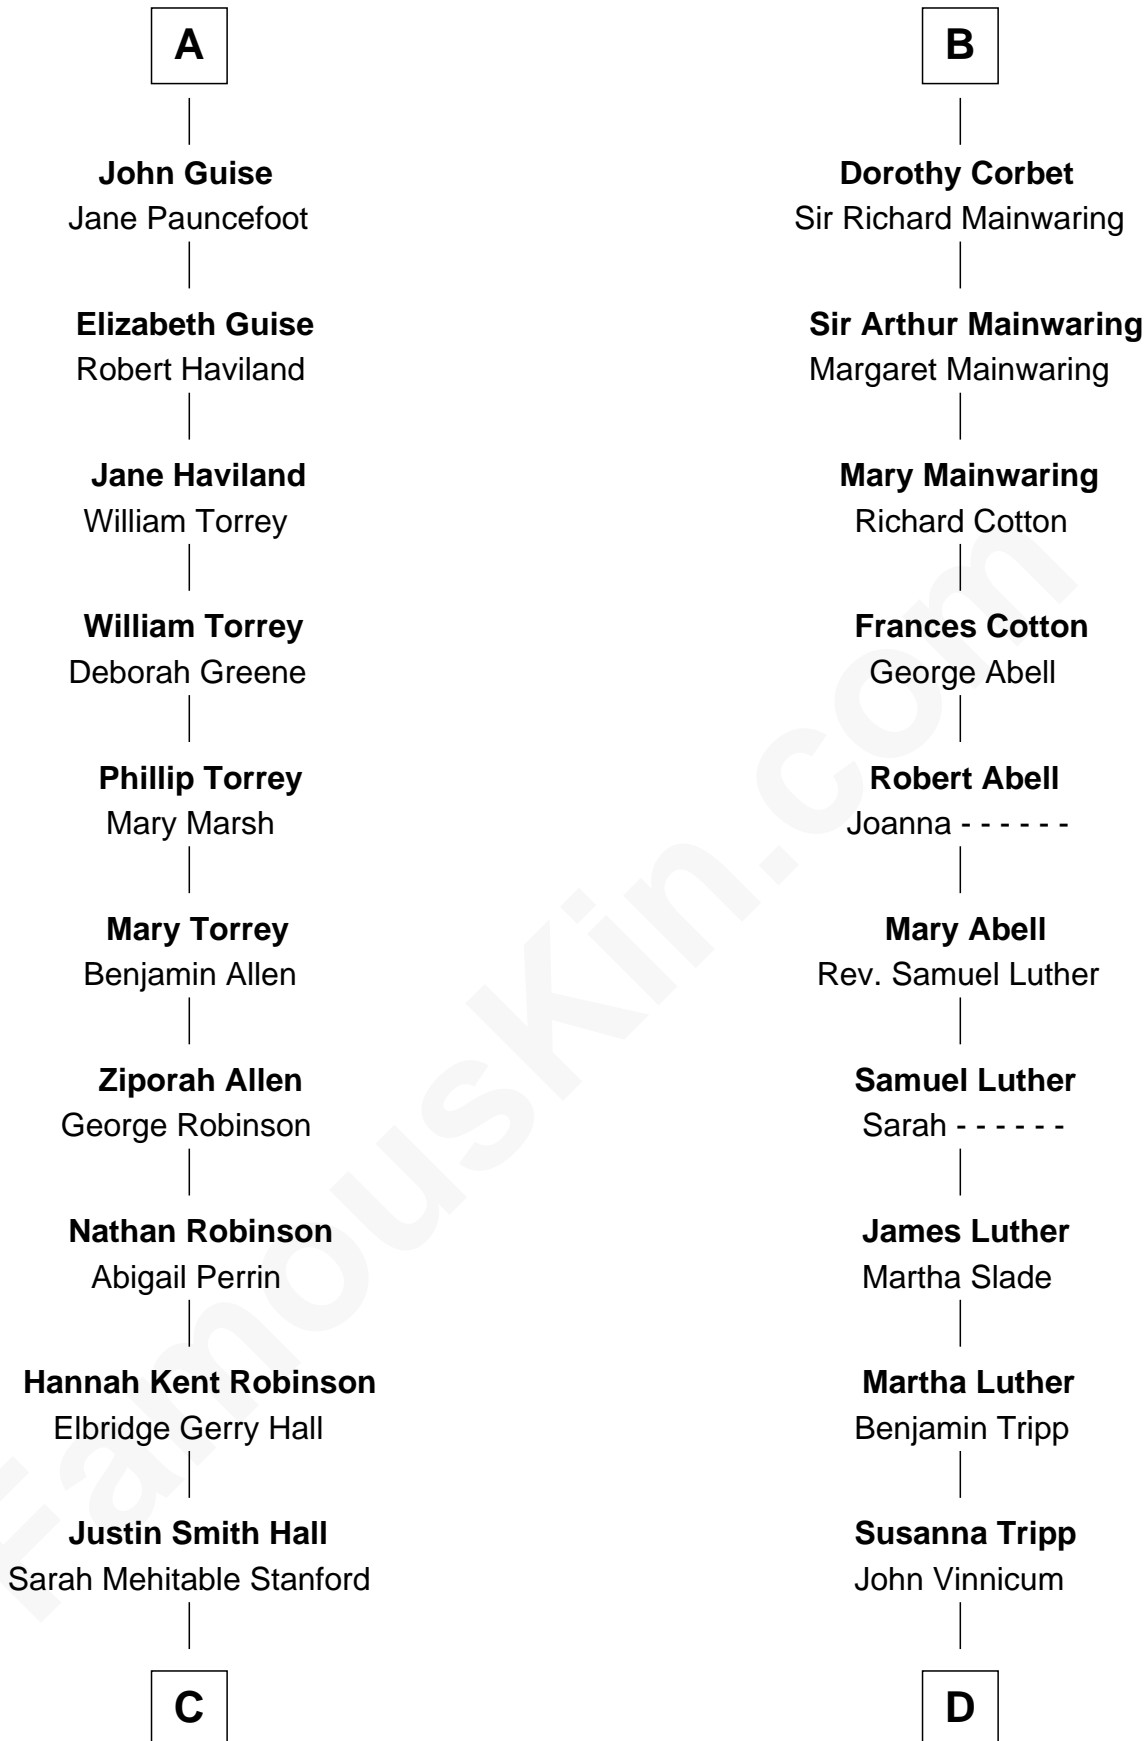 A
John Guise
Jane Pauncefoot
Elizabeth Guise
Robert Haviland
Jane Haviland
William Torrey
William Torrey
Deborah Greene
Phillip Torrey
Mary Marsh
Mary Torrey
Benjamin Allen
Ziporah Allen
George Robinson
Nathan Robinson
Abigail Perrin
Hannah Kent Robinson
Elbridge Gerry Hall
Justin Smith Hall
Sarah Mehitable Stanford
C
B
Dorothy Corbet
Sir Richard Mainwaring
Sir Arthur Mainwaring
Margaret Mainwaring
Mary Mainwaring
Richard Cotton
Frances Cotton
George Abell
Robert Abell
Joanna - - - - - -
Mary Abell
Rev. Samuel Luther
Samuel Luther
Sarah - - - - - -
James Luther
Martha Slade
Martha Luther
Benjamin Tripp
Susanna Tripp
John Vinnicum
D
FamousKin.com